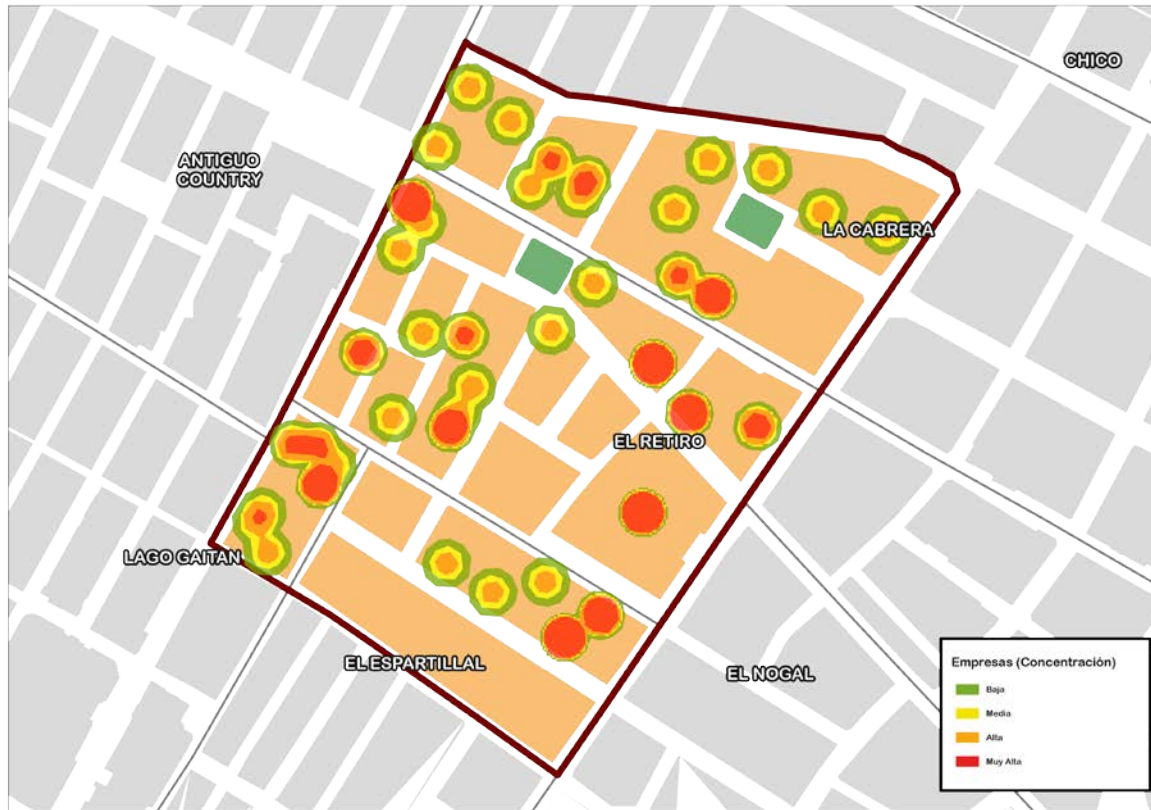 CHICO
ANTIGUO
COUNTRY
LA CABRERA
EL RETIRO
LAGO GAITAN
EL ESPARTILLAL
EL NOGAL
Empresas (Concentración)
Baja
Media
Alta
Muy Alta